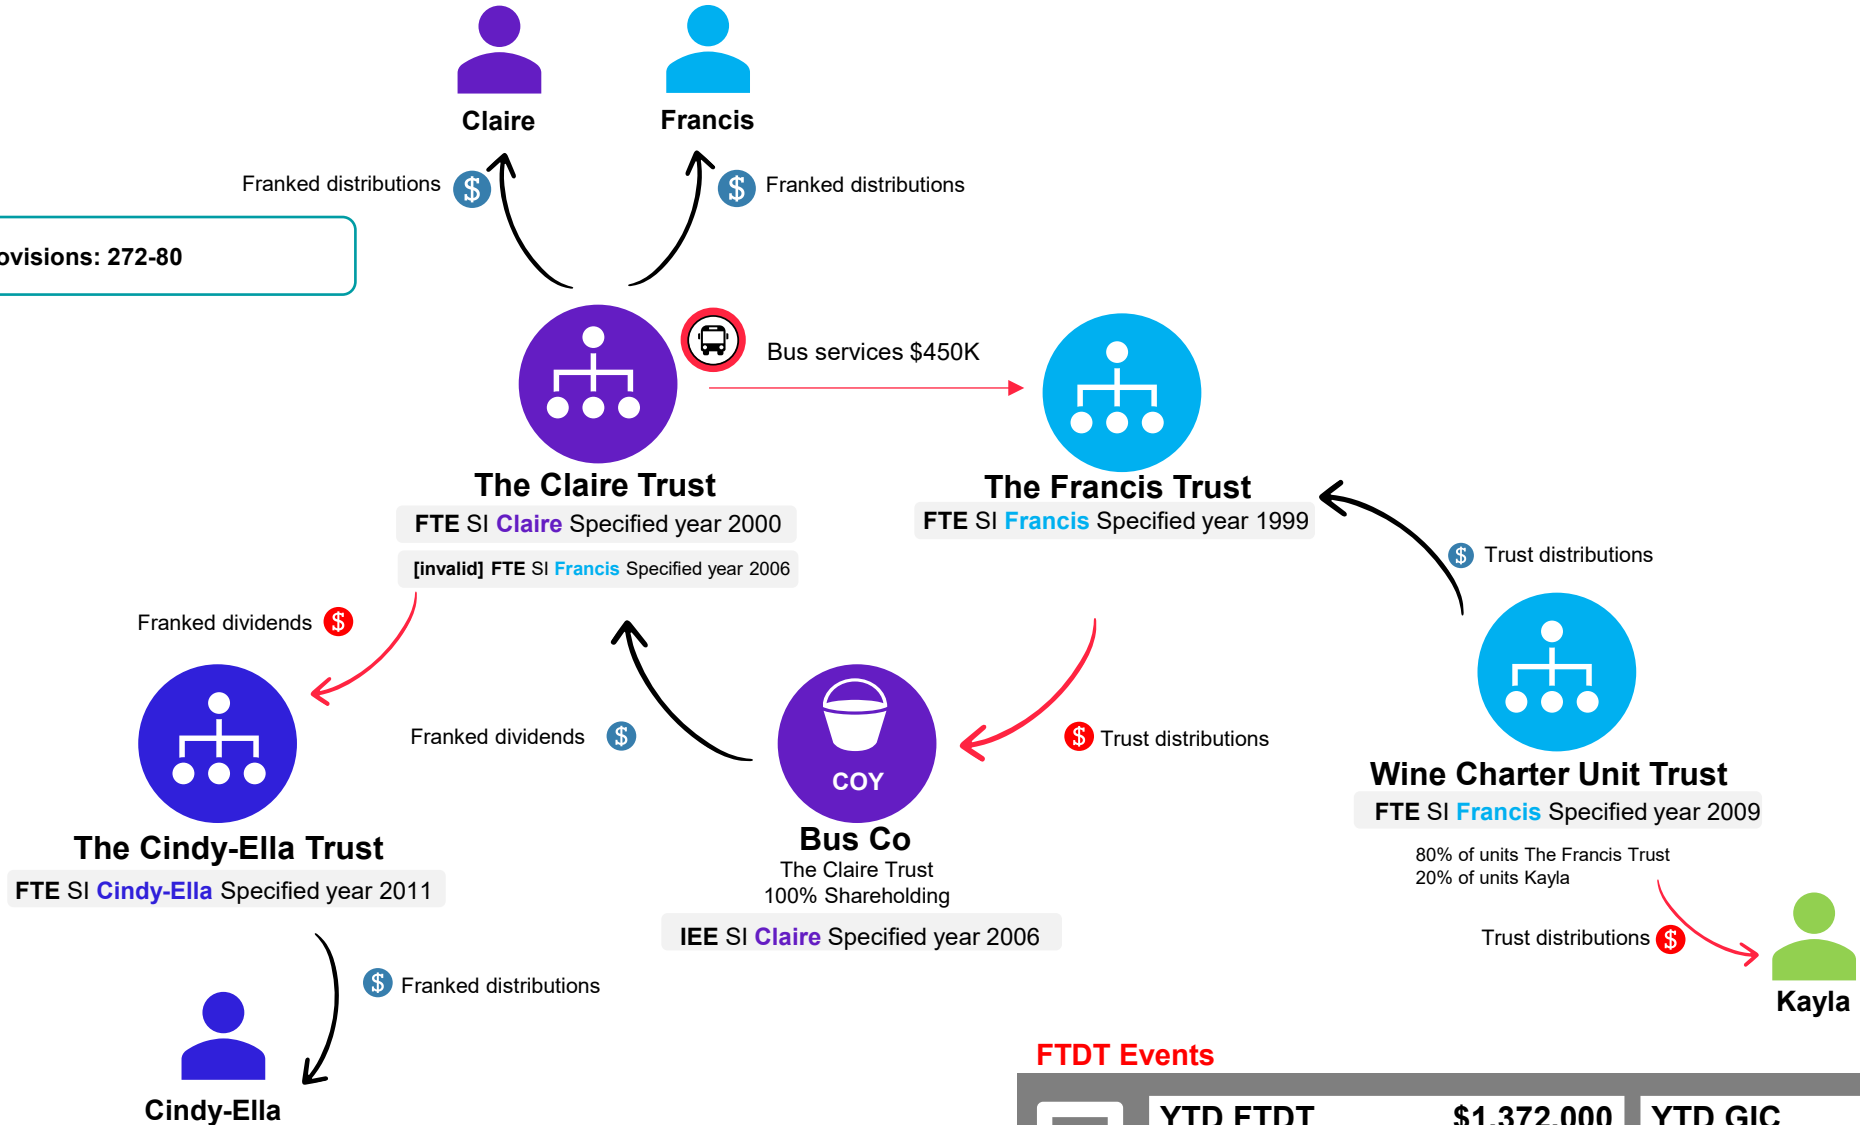 Claire
Francis
Franked distributions
$
$
Franked distributions
ovisions: 272-80
Bus services $450K
The Claire Trust
FTE SI Claire Specified year 2000
[invalid] FTE SI Francis Specified year 2006
The Francis Trust
FTE SI Francis Specified year 1999
$
Trust distributions
Franked dividends
$
Franked dividends
$
COY
$
Trust distributions
Bus Co
The Claire Trust
100% Shareholding
IEE SI Claire Specified year 2006
Wine Charter Unit Trust
FTE SI Francis Specified year 2009
80% of units The Francis Trust
20% of units Kayla
Trust distributions
$
Kayla
The Cindy-Ella Trust
FTE SI Cindy-Ella Specified year 2011
$
Franked distributions
Cindy-Ella
FTDT Events
YTD FTDT $1,372,000
YTD GIC